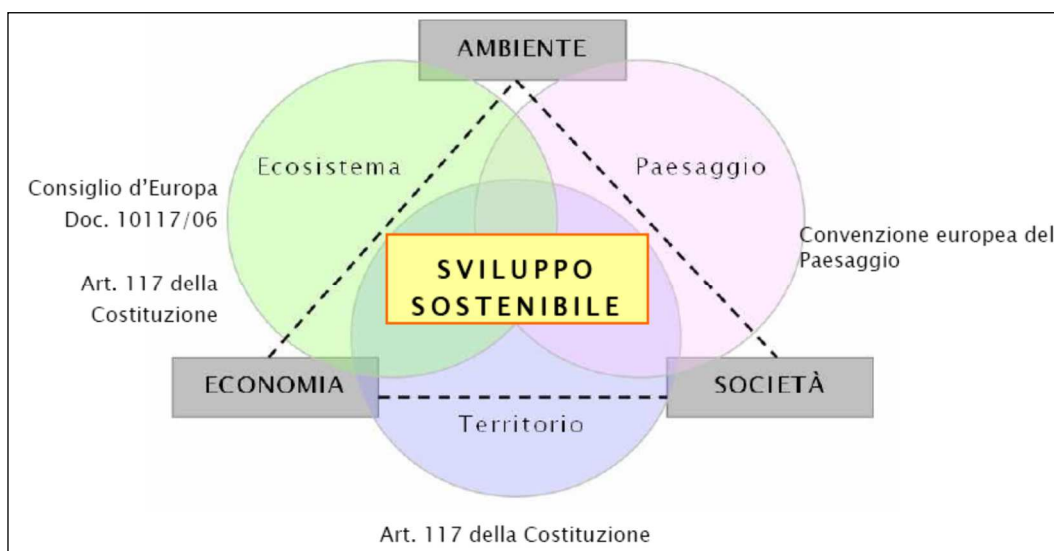 AMBIENTE
Ecosistema
Paesaggio
Consiglio d'Europa
Doc. 10117/06
Convenzione europea del
Paesaggio
SVILUPPO
SOSTENIBILE
Art. 117 della
Costituzione
ECONOMIA
SOCIETÀ
Territorio
Art. 117 della Costituzione